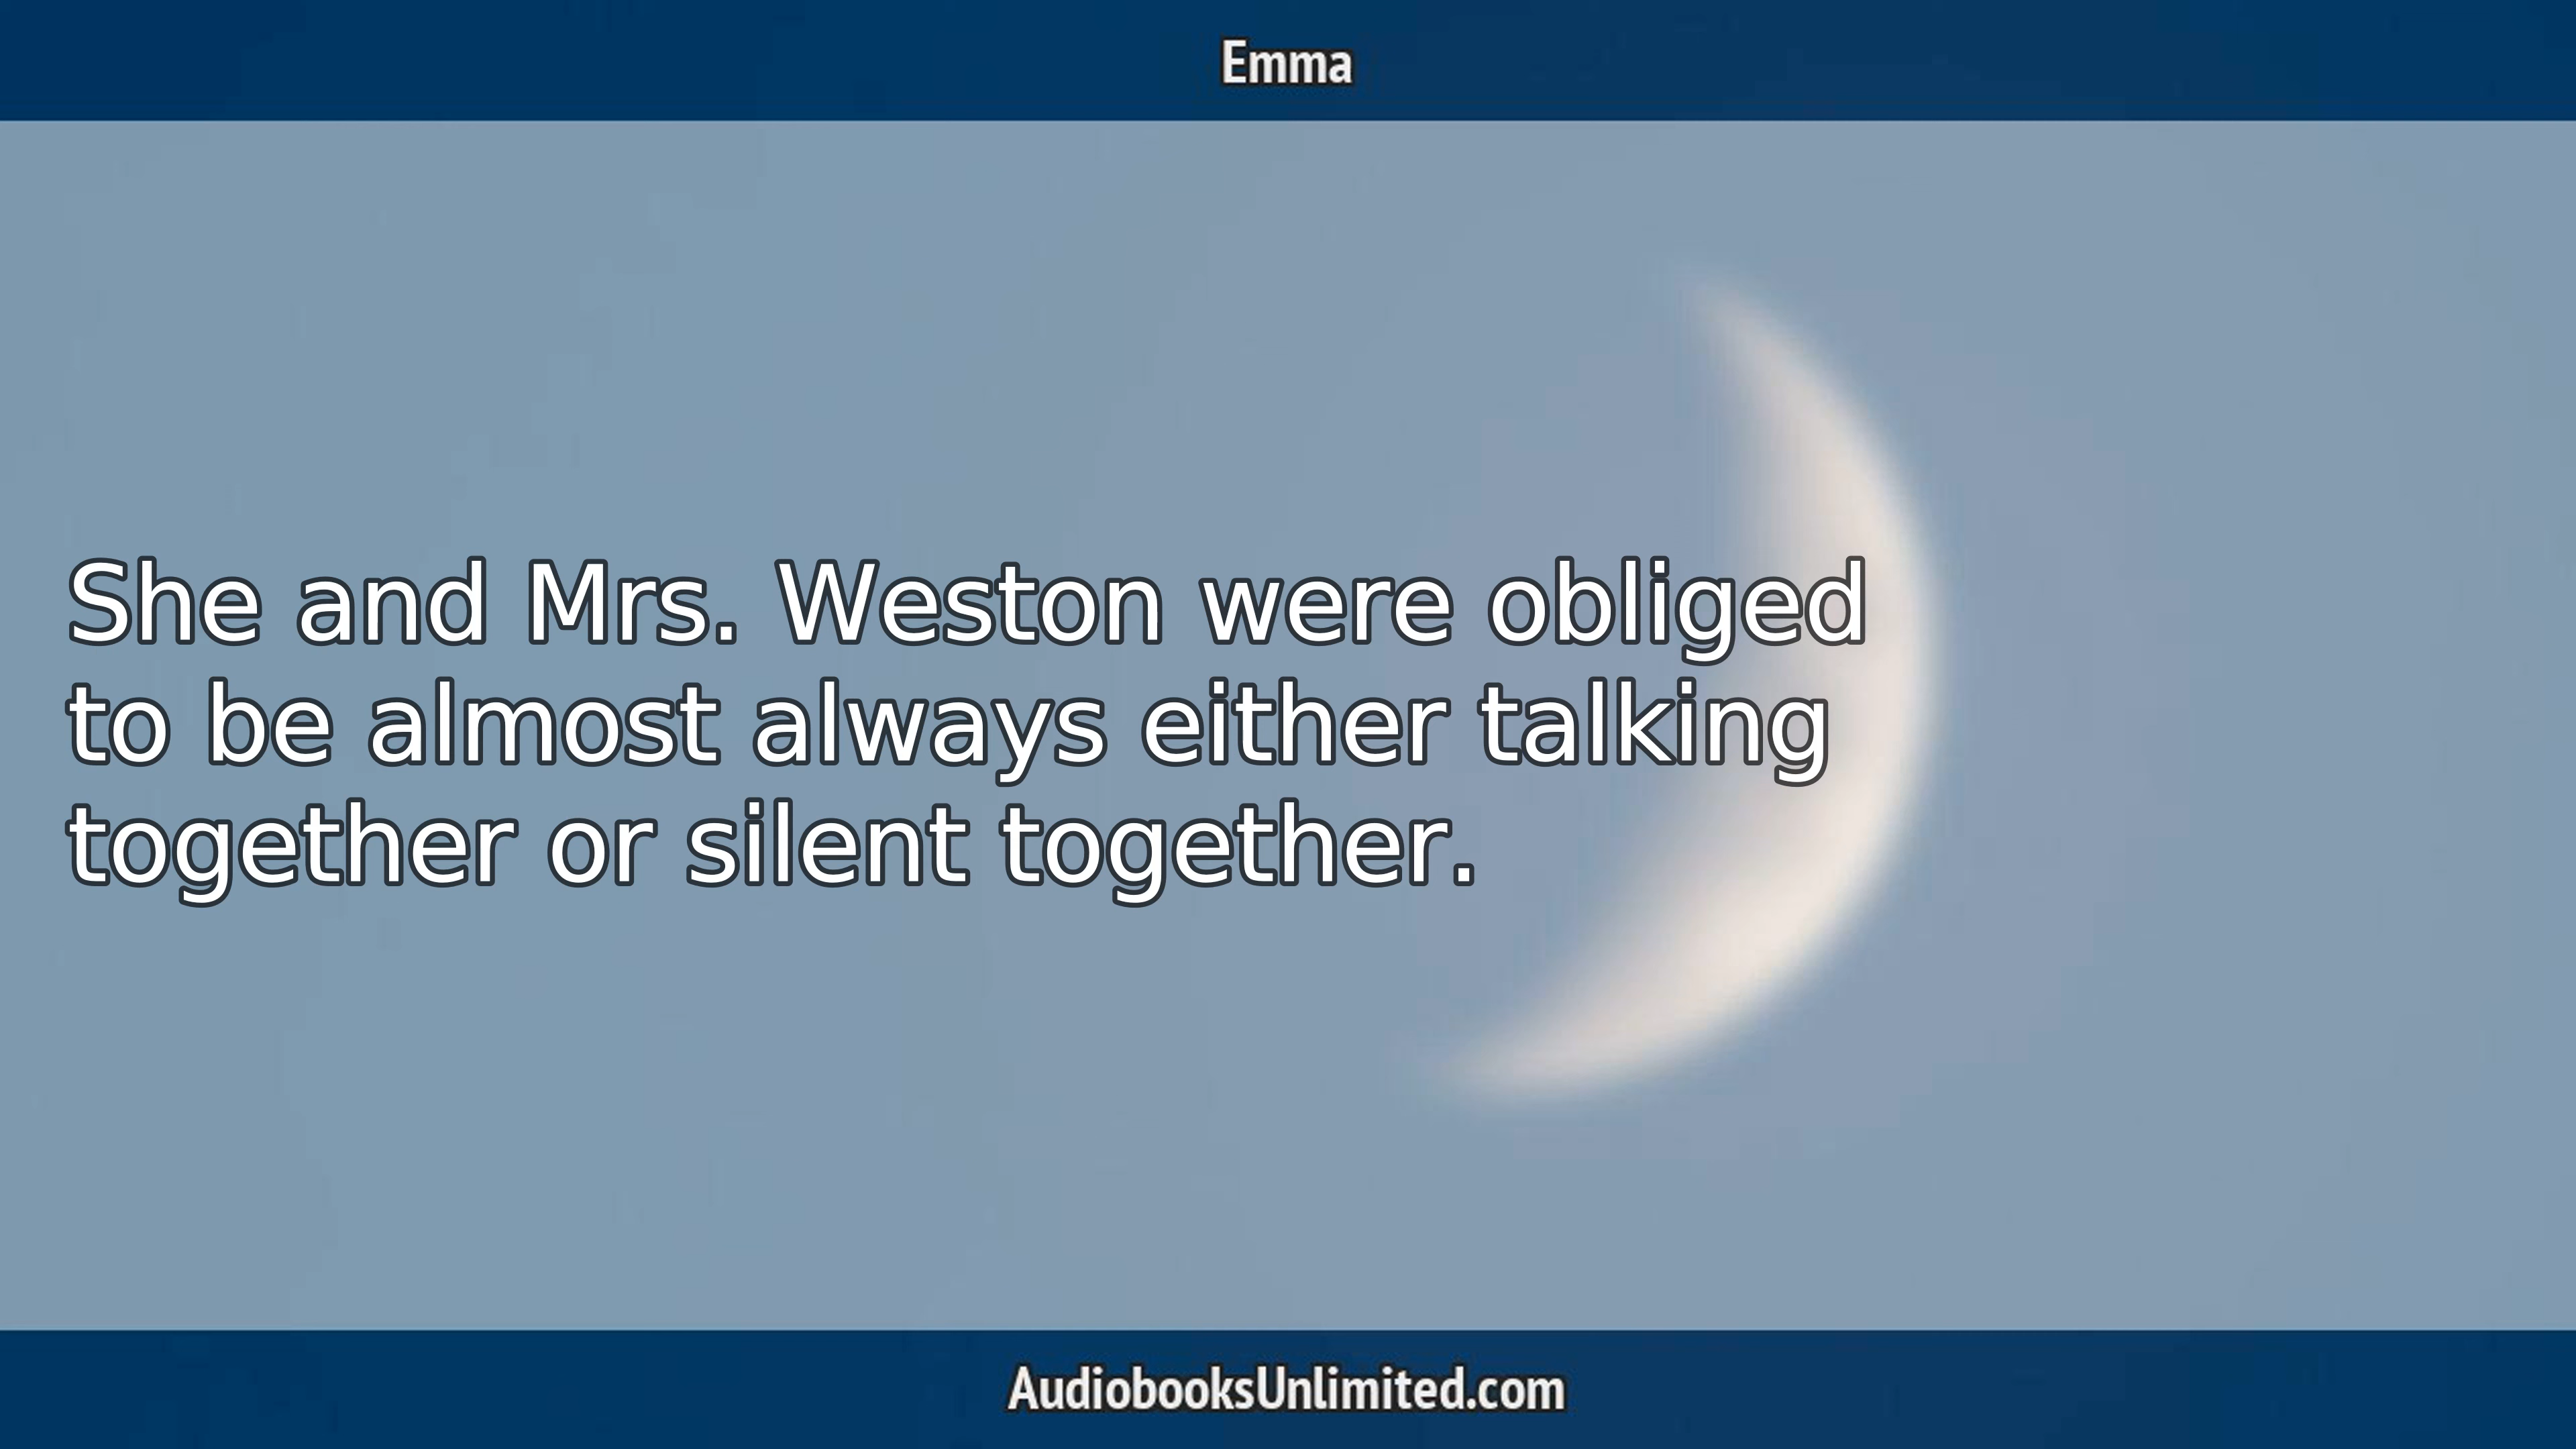 Emma
She and Mrs. Weston were obliged
to be almost always either talking
together or silent together.
AudiobooksUnlimited.com